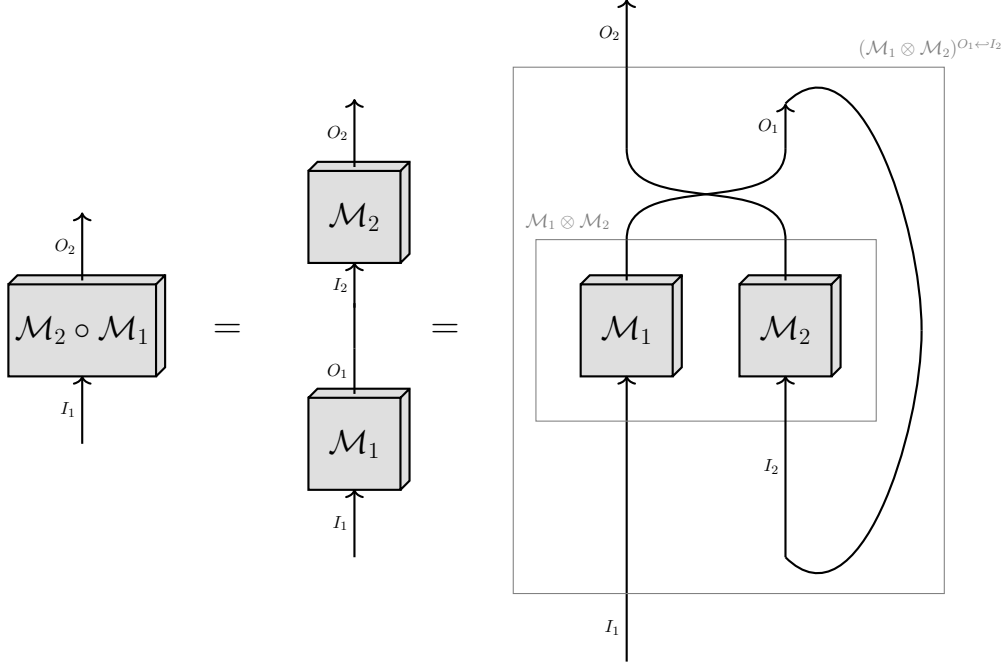 O₂
M₂ ∘ M₁
I₁
=
O₂
M₂
I₂
O₁
M₁
I₁
=
(M₁ ⊗ M₂)^{O₁↩I₂}
O₂
O₁
M₁ ⊗ M₂
M₁
M₂
I₂
I₁